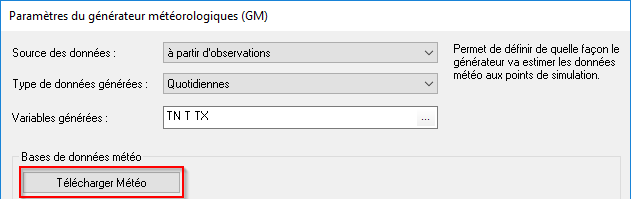 Paramètres du générateur météorologiques (GM)
Source des données :
à partir d'observations
Permet de définir de quelle façon le
générateur va estimer les données
météo aux points de simulation.
Type de données générées :
Quotidiennes
Variables générées :
TN T TX
...
Bases de données météo
Télécharger Météo